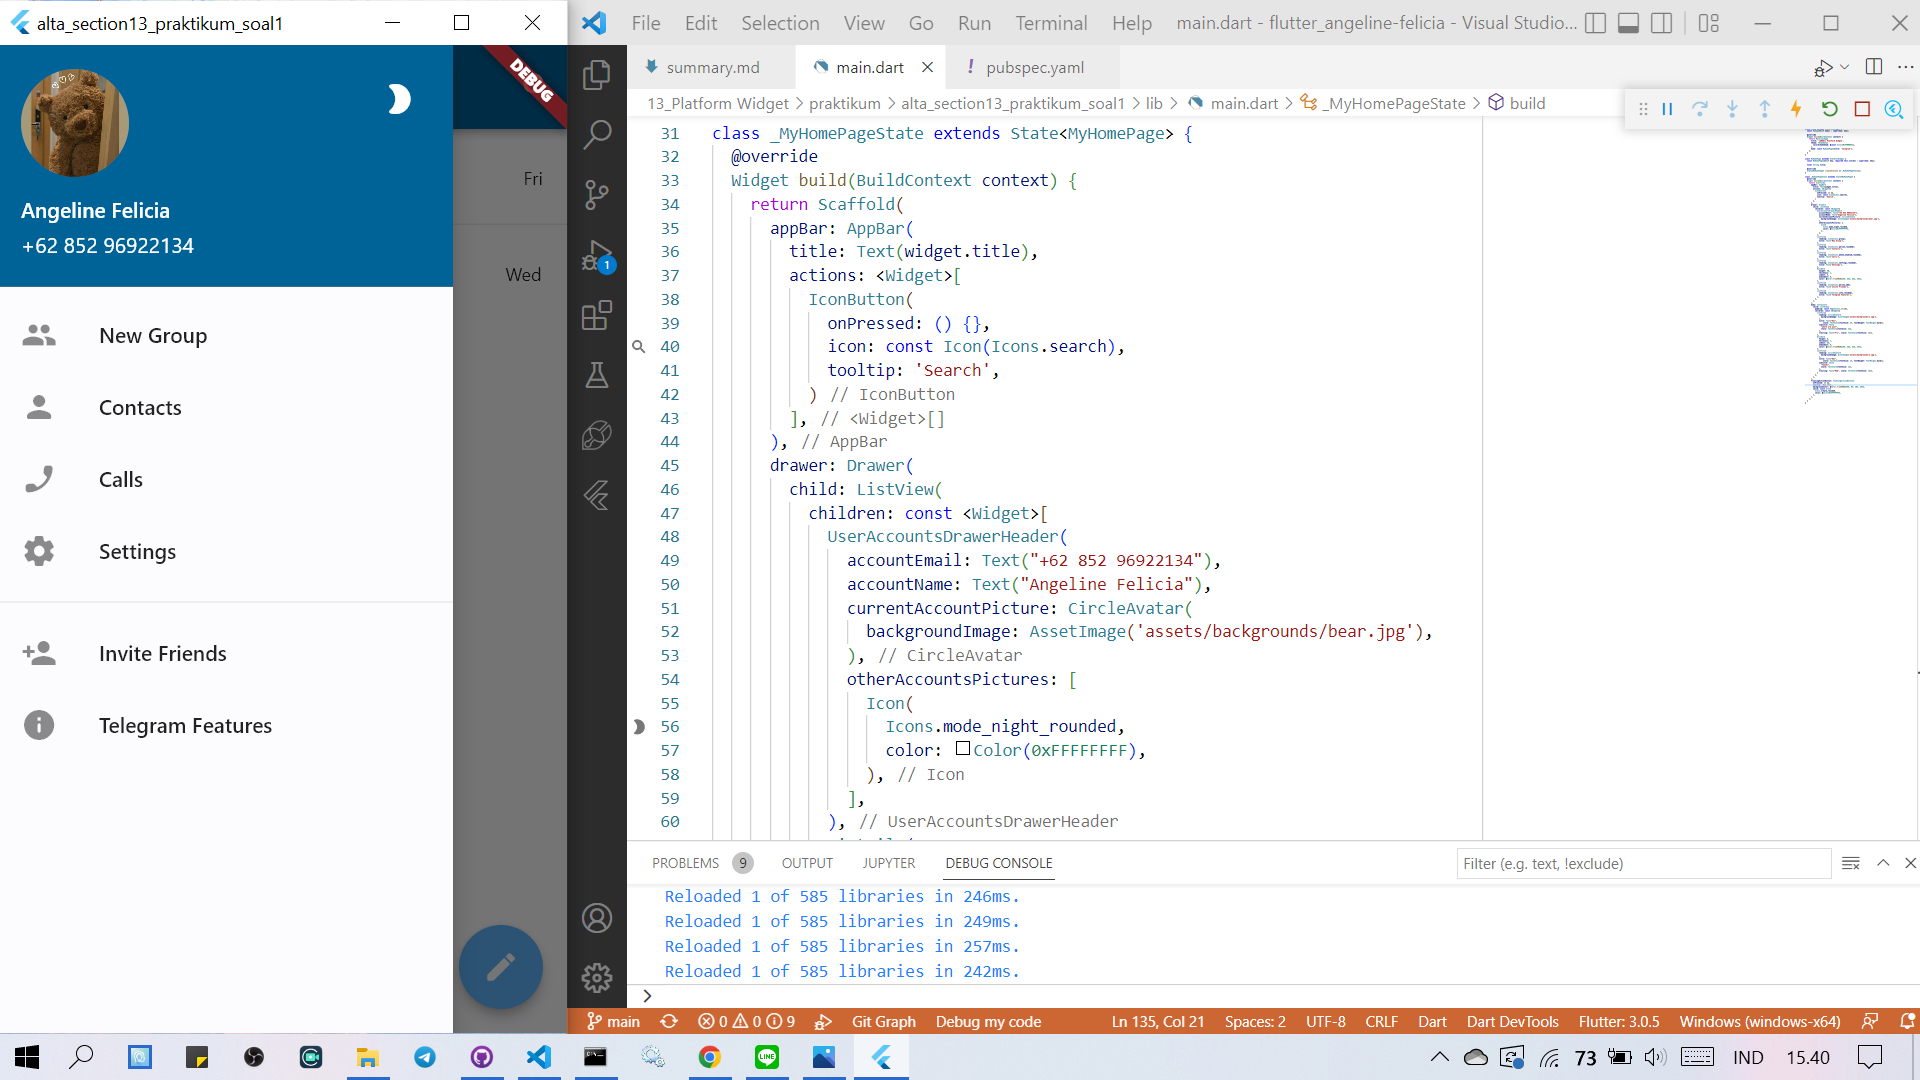 alta_section13_praktikum_soal1
DEBUG
Angeline Felicia
+62 852 96922134
Fri
Wed
New Group
Contacts
Calls
Settings
Invite Friends
Telegram Features
File Edit Selection View Go Run Terminal Help main.dart - flutter_angeline-felicia - Visual Studio...
summary.md main.dart pubspec.yaml
13_Platform Widget > praktikum > alta_section13_praktikum_soal1 > lib > main.dart > _MyHomePageState > build
1
31 class _MyHomePageState extends State<MyHomePage> {
32 @override
33 Widget build(BuildContext context) {
34 return Scaffold(
35 appBar: AppBar(
36 title: Text(widget.title),
37 actions: <Widget>[
38 IconButton(
39 onPressed: () {},
40 icon: const Icon(Icons.search),
41 tooltip: 'Search',
42 ) // IconButton
43 ], // <Widget>[]
44 ), // AppBar
45 drawer: Drawer(
46 child: ListView(
47 children: const <Widget>[
48 UserAccountsDrawerHeader(
49 accountEmail: Text("+62 852 96922134"),
50 accountName: Text("Angeline Felicia"),
51 currentAccountPicture: CircleAvatar(
52 backgroundImage: AssetImage('assets/backgrounds/bear.jpg'),
53 ), // CircleAvatar
54 otherAccountsPictures: [
55 Icon(
56 Icons.mode_night_rounded,
57 color: Color(0xFFFFFFFF),
58 ), // Icon
59 ],
60 ), // UserAccountsDrawerHeader
PROBLEMS 9 OUTPUT JUPYTER DEBUG CONSOLE Filter (e.g. text, !exclude)
Reloaded 1 of 585 libraries in 246ms.
Reloaded 1 of 585 libraries in 249ms.
Reloaded 1 of 585 libraries in 257ms.
Reloaded 1 of 585 libraries in 242ms.
main 0 0 9 Git Graph Debug my code Ln 135, Col 21 Spaces: 2 UTF-8 CRLF Dart Dart DevTools Flutter: 3.0.5 Windows (windows-x64)
LINE 73 IND 15.40